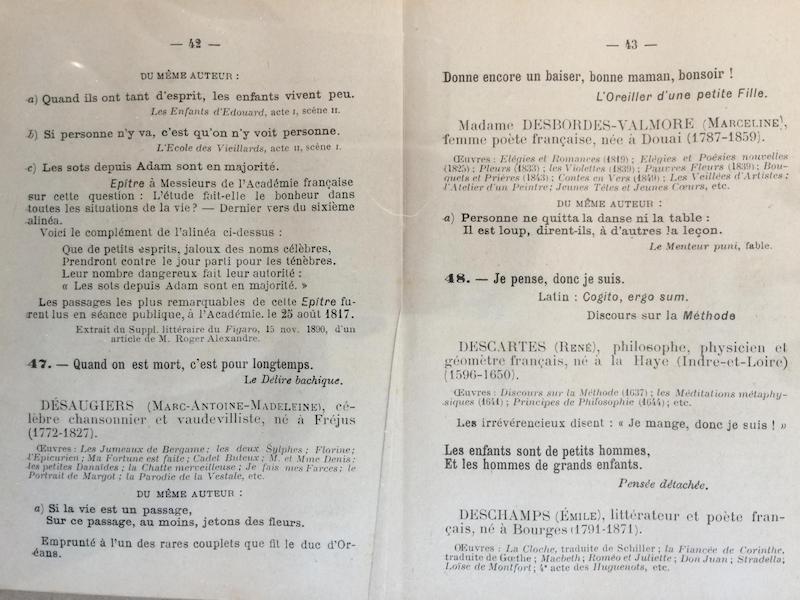 — 42 —
DU MÊME AUTEUR :
a) Quand ils ont tant d'esprit, les enfants vivent peu.
Les Enfants d'Edouard, acte I, scène II.
b) Si personne n'y va, c'est qu'on n'y voit personne.
L'Ecole des Vieillards, acte II, scène I.
c) Les sots depuis Adam sont en majorité.
Epitre à Messieurs de l'Académie française
sur cette question : L'étude fait-elle le bonheur dans
toutes les situations de la vie ? — Dernier vers du sixième
alinéa.
Voici le complément de l'alinéa ci-dessus :
Que de petits esprits, jaloux des noms célèbres,
Prendront contre le jour parti pour les ténèbres.
Leur nombre dangereux fait leur autorité :
« Les sots depuis Adam sont en majorité. »
Les passages les plus remarquables de cette Epitre fu-
rent lus en séance publique, à l'Académie. le 25 août 1817.
Extrait du Suppl. littéraire du Figaro, 15 nov. 1890, d'un
article de M. Roger Alexandre.
47. — Quand on est mort, c'est pour longtemps.
Le Délire bachique.
DÉSAUGIERS (MARC-ANTOINE-MADELEINE), cé-
lèbre chansonnier et vaudevilliste, né à Fréjus
(1772-1827).
Œuvres : Les Jumeaux de Bergame ; les deux Sylphes ; Florine ;
l'Epicurien ; Ma Fortune est faite ; Cadet Buteux ; M. et Mme Denis ;
les petites Danaïdes ; la Chatte merveilleuse ; Je fais mes Farces ; le
Portrait de Margot ; la Parodie de la Vestale, etc.
DU MÊME AUTEUR :
a) Si la vie est un passage,
Sur ce passage, au moins, jetons des fleurs.
Emprunté à l'un des rares couplets que fit le duc d'Or-
léans.
— 43 —
Donne encore un baiser, bonne maman, bonsoir !
L'Oreiller d'une petite Fille.
Madame DESBORDES-VALMORE (MARCELINE),
femme poète française, née à Douai (1787-1859).
Œuvres : Elégies et Romances (1819) ; Elégies et Poésies nouvelles
(1825) ; Pleurs (1833) ; les Violettes (1839) ; Pauvres Fleurs (1839) ; Bou-
quets et Prières (1843) ; Contes en Vers (1849) ; Les Veillées d'Artistes ;
l'Atelier d'un Peintre ; Jeunes Têtes et Jeunes Cœurs, etc.
DU MÊME AUTEUR :
a) Personne ne quitta la danse ni la table :
Il est loup, dirent-ils, à d'autres la leçon.
Le Menteur puni, fable.
48. — Je pense, donc je suis.
Latin : Cogito, ergo sum.
Discours sur la Méthode
DESCARTES (RENÉ), philosophe, physicien et
géomètre français, né à la Haye (Indre-et-Loire)
(1596-1650).
Œuvres : Discours sur la Méthode (1637) ; les Méditations métaphy-
siques (1641) ; Principes de Philosophie (1644) ; etc.
Les irrévérencieux disent : « Je mange, donc je suis ! »
Les enfants sont de petits hommes,
Et les hommes de grands enfants.
Pensée détachée.
DESCHAMPS (ÉMILE), littérateur et poète fran-
çais, né à Bourges (1791-1871).
Œuvres : La Cloche, traduite de Schiller ; la Fiancée de Corinthe,
traduite de Gœthe ; Macbeth ; Roméo et Juliette ; Don Juan ; Stradella ;
Loïse de Montfort ; 4e acte des Huguenots, etc.